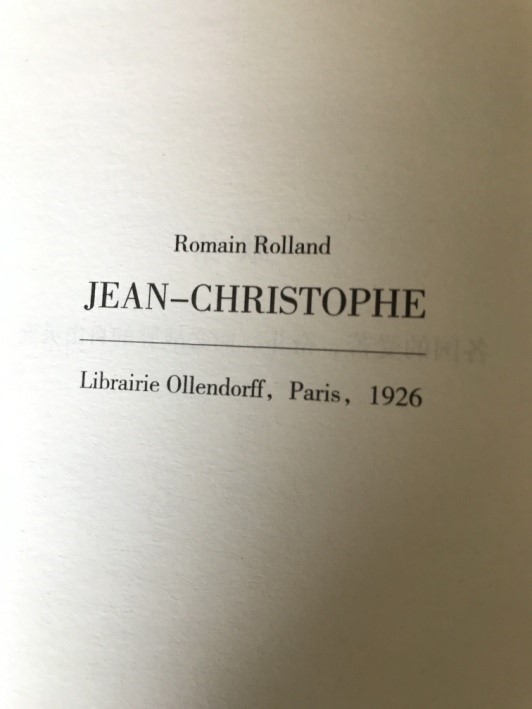 Romain Rolland
JEAN-CHRISTOPHE
Librairie Ollendorff, Paris, 1926